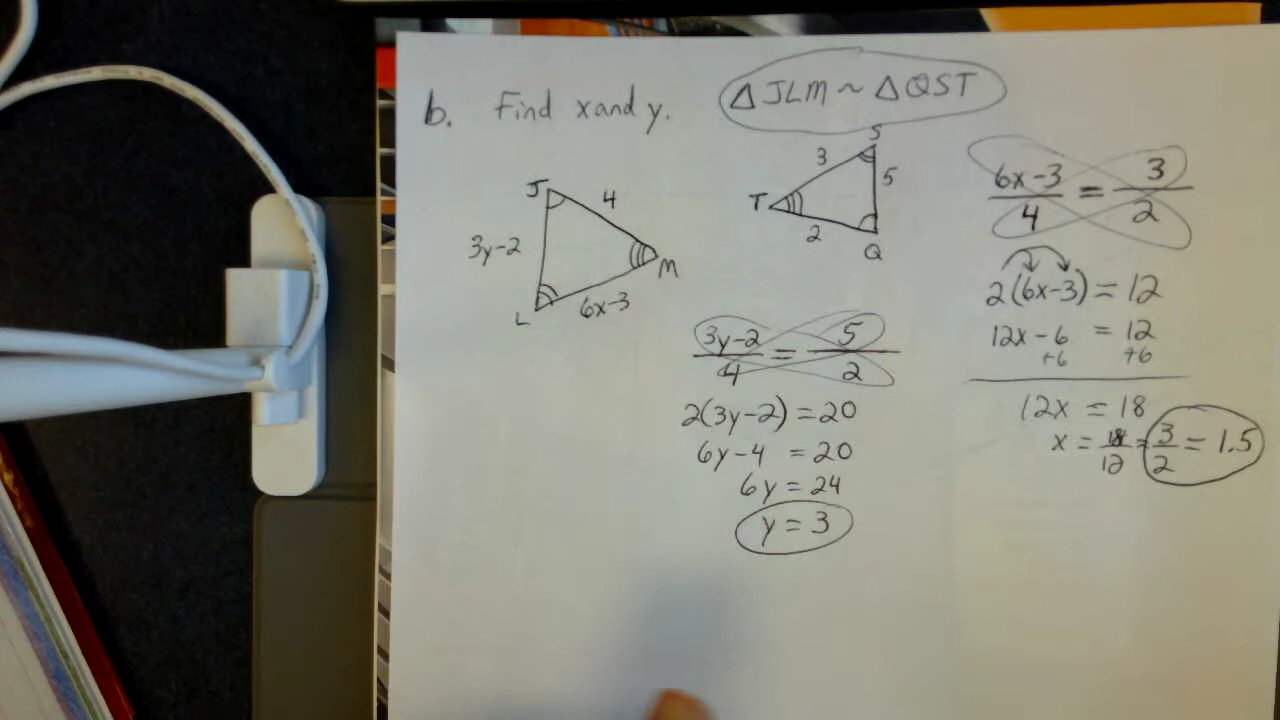 b. Find x and y. △JLM ~ △QST
J 4 M 6x-3 L 3y-2
S 5 Q 2 T 3
6x-3 = 3
4 2
2(6x-3) = 12
12x - 6 = 12
+6 +6
12x = 18
x = 18 = 3 = 1.5
12 2
3y-2 = 5
4 2
2(3y-2) = 20
6y-4 = 20
6y = 24
y = 3